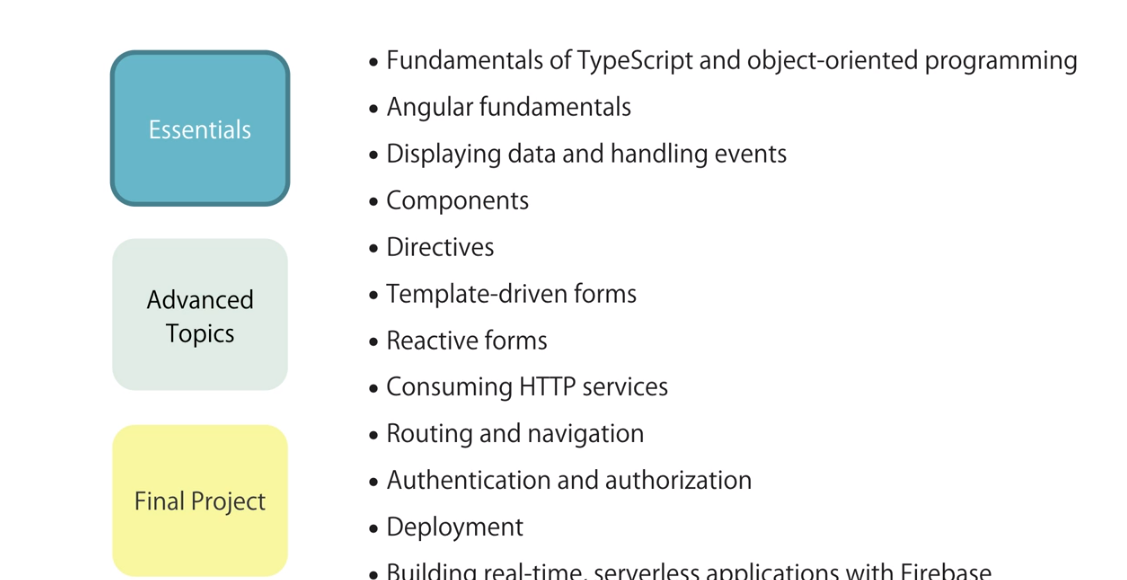 Essentials
Advanced
Topics
Final Project
• Fundamentals of TypeScript and object-oriented programming
• Angular fundamentals
• Displaying data and handling events
• Components
• Directives
• Template-driven forms
• Reactive forms
• Consuming HTTP services
• Routing and navigation
• Authentication and authorization
• Deployment
• Building real-time, serverless applications with Firebase